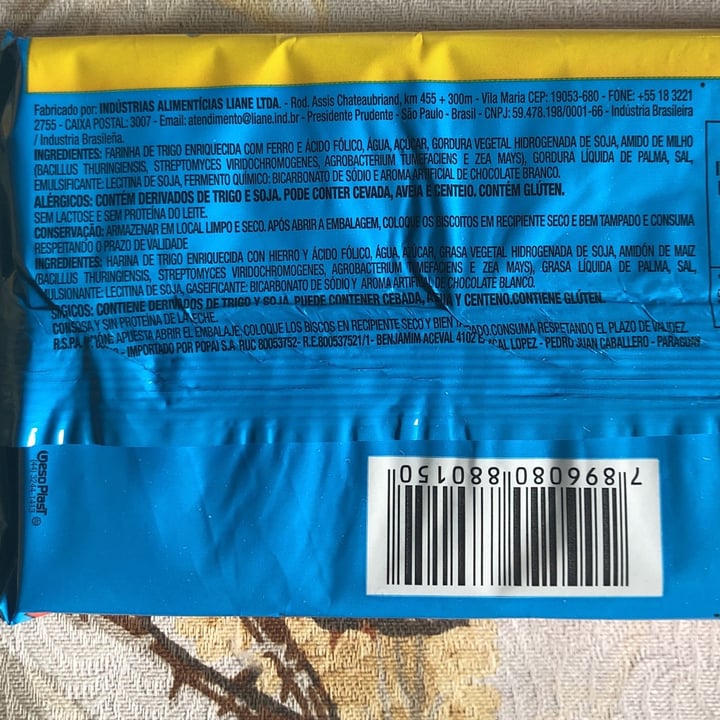 Fabricado por: INDÚSTRIAS ALIMENTÍCIAS LIANE LTDA. - Rod. Assis Chateaubriand, km 455 + 300m - Vila Maria CEP: 19053-680 - FONE: +55 18 3221
2755 - CAIXA POSTAL: 3007 - Email: atendimento@liane.ind.br - Presidente Prudente - São Paulo - Brasil - CNPJ: 59.478.198/0001-66 - Indústria Brasileira
/ Industria Brasileña.
INGREDIENTES: FARINHA DE TRIGO ENRIQUECIDA COM FERRO E ÁCIDO FÓLICO, ÁGUA, AÇÚCAR, GORDURA VEGETAL HIDROGENADA DE SOJA, AMIDO DE MILHO
(BACILLUS THURINGIENSIS, STREPTOMYCES VIRIDOCHROMOGENES, AGROBACTERIUM TUMEFACIENS E ZEA MAYS), GORDURA LÍQUIDA DE PALMA, SAL,
EMULSIFICANTE: LECITINA DE SOJA, FERMENTO QUÍMICO: BICARBONATO DE SÓDIO E AROMA ARTIFICIAL DE CHOCOLATE BRANCO.
ALÉRGICOS: CONTÉM DERIVADOS DE TRIGO E SOJA. PODE CONTER CEVADA, AVEIA E CENTEIO. CONTÉM GLÚTEN.
SEM LACTOSE E SEM PROTEÍNA DO LEITE.
CONSERVAÇÃO: ARMAZENAR EM LOCAL LIMPO E SECO. APÓS ABRIR A EMBALAGEM, COLOQUE OS BISCOITOS EM RECIPIENTE SECO E BEM TAMPADO E CONSUMA
RESPEITANDO O PRAZO DE VALIDADE
INGREDIENTES: HARINA DE TRIGO ENRIQUECIDA CON HIERRO Y ÁCIDO FÓLICO, ÁGUA, AZÚCAR, GRASA VEGETAL HIDROGENADA DE SOJA, AMIDÓN DE MAIZ
(BACILLUS THURINGIENSIS, STREPTOMYCES VIRIDOCHROMOGENES, AGROBACTERIUM TUMEFACIENS E ZEA MAYS), GRASA LÍQUIDA DE PALMA, SAL,
EMULSIONANTE: LECITINA DE SOJA, GASEIFICANTE: BICARBONATO DE SÓDIO Y AROMA ARTIFICIAL DE CHOCOLATE BLANCO.
CONTIENE DERIVADOS DE TRIGO Y SOJA. PUEDE CONTENER CEBADA, Y CENTENO.CONTIENE GLÚTEN.
Y SIN PROTEINA DE LA LECHE.
ABRIR EL EMBALAJE, COLOQUE LOS BISCOS EN RECIPIENTE SECO Y BIEN CONSUMA RESPETANDO EL PLAZO DE VALIDEZ.
R.S.P.A. - IMPORTADO POR POPAI S.A. RUC 80053752- R.E.800537521/1- BENJAMIM ACEVAL 4102 LOPEZ - PEDRO JUAN CABALLERO - PARAGUAY
GesoPlast
(44) 3244-1413
7 896080 880150